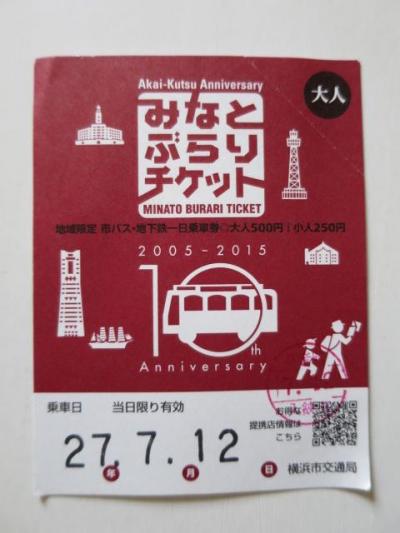 Akai-Kutsu Anniversary
大人
みなと
ぶらり
チケット
MINATO BURARI TICKET
地域限定 市バス・地下鉄一日乗車券○大人500円｜小人250円
2005-2015
10th
Anniversary
乗車日 当日限り有効
お得な
提携店情報は
こちら
27.7.12
年 月 日
横浜市交通局